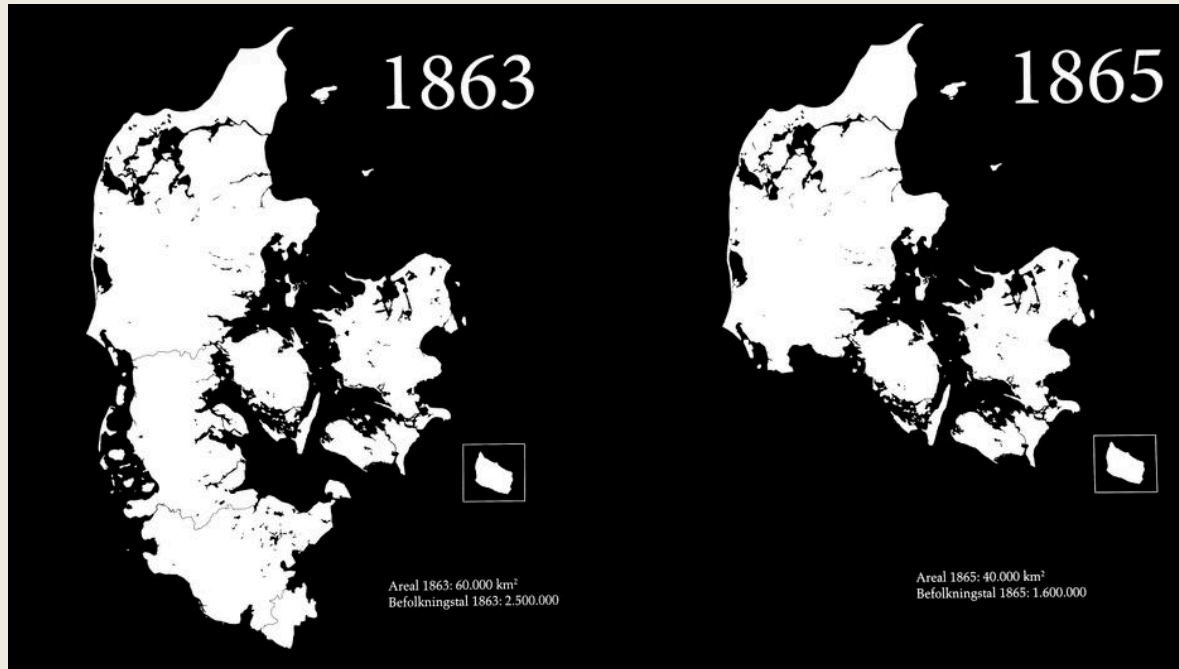 1863
1865
Areal 1863: 60.000 km²
Befolkningstal 1863: 2.500.000
Areal 1865: 40.000 km²
Befolkningstal 1865: 1.600.000